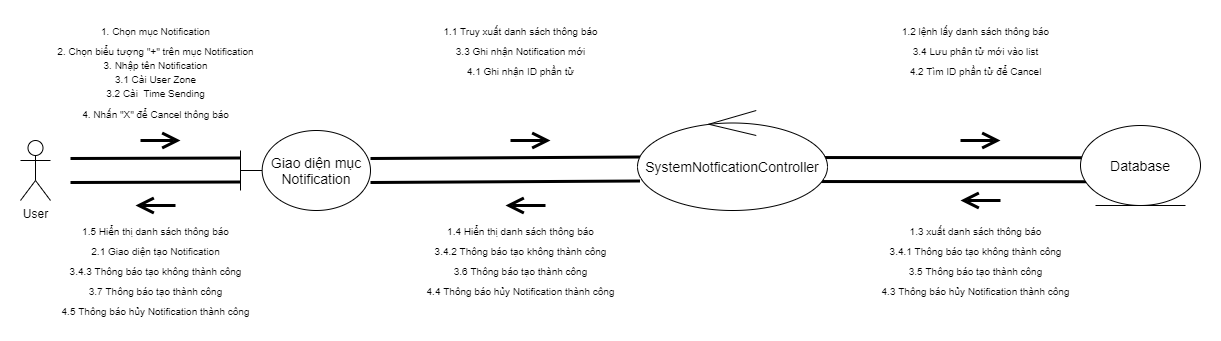 1. Chọn mục Notification
2. Chọn biểu tượng "+" trên mục Notification
3. Nhập tên Notification
3.1 Cài User Zone
3.2 Cài Time Sending
4. Nhấn "X" để Cancel thông báo
1.1 Truy xuất danh sách thông báo
3.3 Ghi nhận Notification mới
4.1 Ghi nhận ID phần tử
1.2 lệnh lấy danh sách thông báo
3.4 Lưu phần tử mới vào list
4.2 Tìm ID phần tử để Cancel
User
Giao diện mục
Notification
SystemNotficationController
Database
1.5 Hiển thị danh sách thông báo
2.1 Giao diện tạo Notification
3.4.3 Thông báo tạo không thành công
3.7 Thông báo tạo thành công
4.5 Thông báo hủy Notification thành công
1.4 Hiển thị danh sách thông báo
3.4.2 Thông báo tạo không thành công
3.6 Thông báo tạo thành công
4.4 Thông báo hủy Notification thành công
1.3 xuất danh sách thông báo
3.4.1 Thông báo tạo không thành công
3.5 Thông báo tạo thành công
4.3 Thông báo hủy Notification thành công